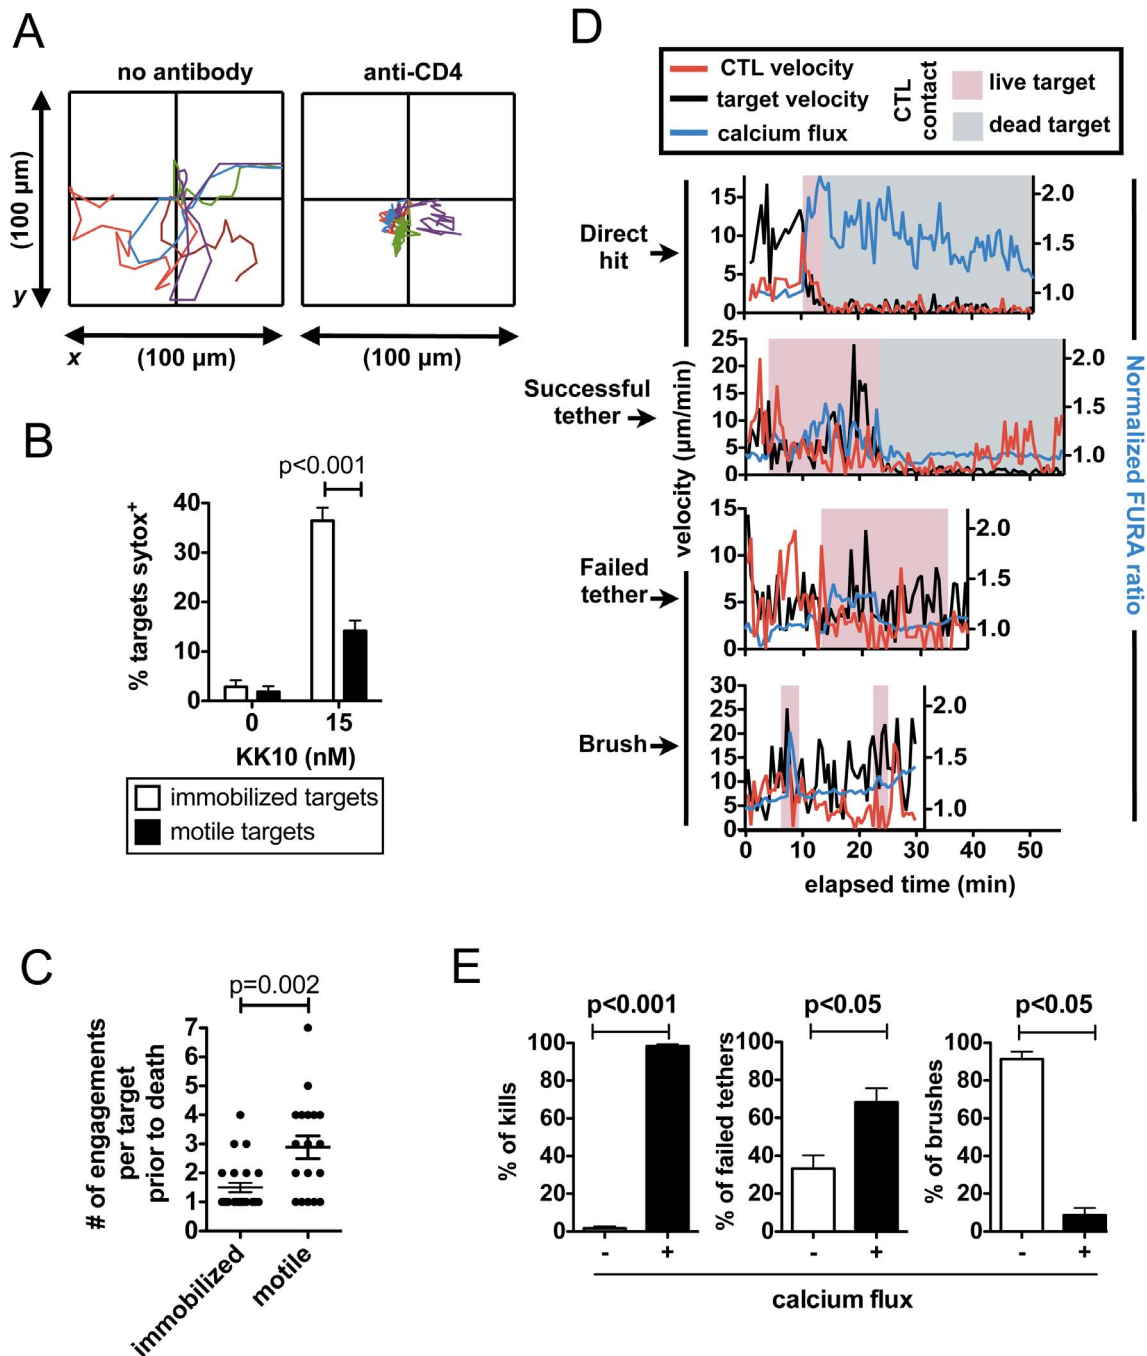 A
no antibody
anti-CD4
(100 µm)
y
x
(100 µm)
(100 µm)
B
p<0.001
% targets sytox+
40
30
20
10
0
0
15
KK10 (nM)
immobilized targets
motile targets
C
p=0.002
# of engagements
per target
prior to death
7
6
5
4
3
2
1
0
immobilized
motile
D
CTL velocity
target velocity
calcium flux
CTL
contact
live target
dead target
Direct
hit
15
10
5
0
2.0
1.5
1.0
Successful
tether
25
20
15
10
5
0
2.0
1.5
1.0
velocity (µm/min)
Normalized FURA ratio
Failed
tether
15
10
5
0
2.0
1.5
1.0
Brush
30
25
20
15
10
5
0
2.0
1.5
1.0
0 10 20 30 40 50
elapsed time (min)
E
p<0.001
% of kills
100
80
60
40
20
0
- +
p<0.05
% of failed tethers
100
80
60
40
20
0
- +
p<0.05
% of brushes
100
80
60
40
20
0
- +
calcium flux